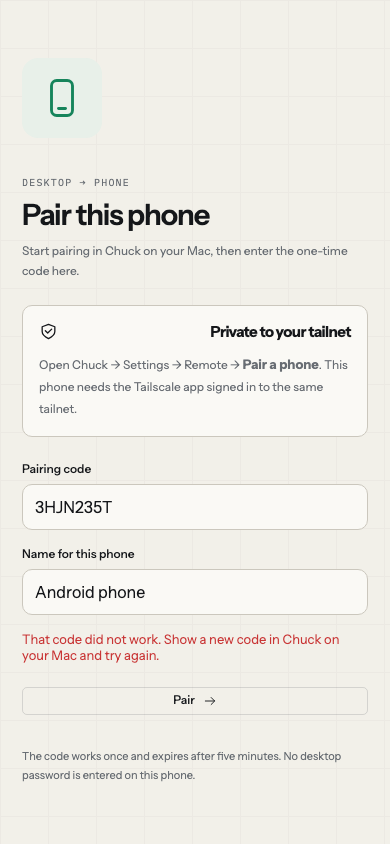 DESKTOP → PHONE
Pair this phone
Start pairing in Chuck on your Mac, then enter the one-time
code here.
Private to your tailnet
Open Chuck → Settings → Remote → Pair a phone. This
phone needs the Tailscale app signed in to the same
tailnet.
Pairing code
3HJN235T
Name for this phone
Android phone
That code did not work. Show a new code in Chuck on
your Mac and try again.
Pair →
The code works once and expires after five minutes. No desktop
password is entered on this phone.